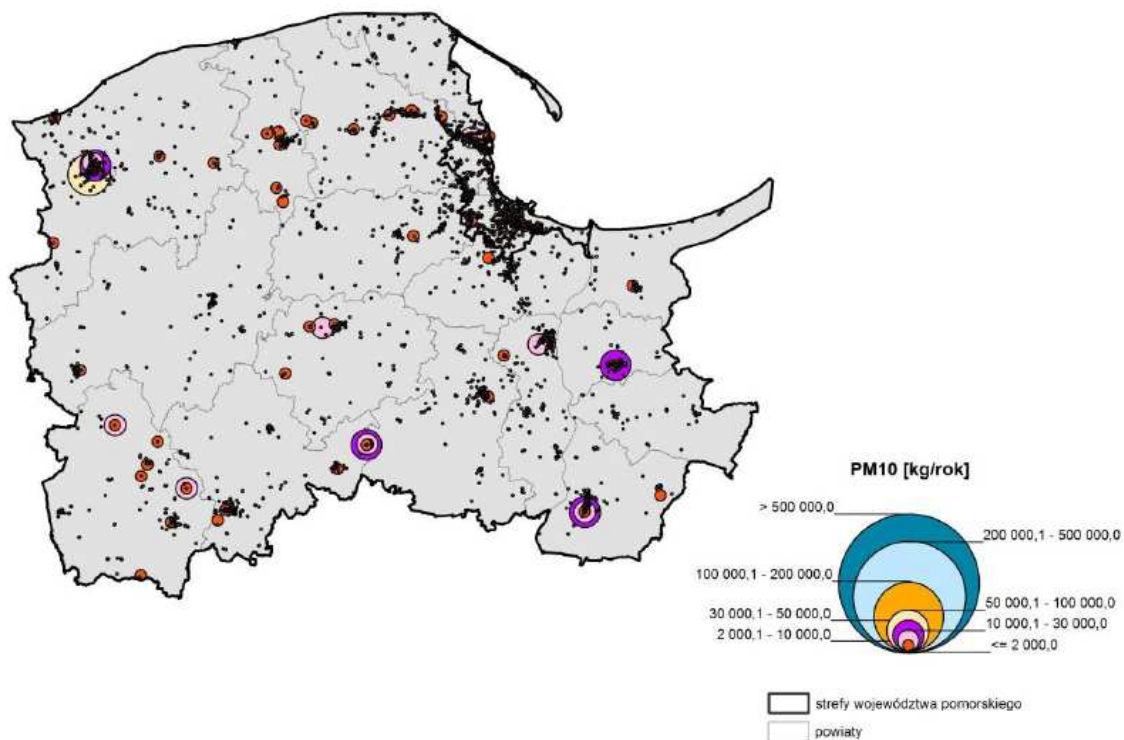 PM10 [kg/rok]
> 500 000,0
200 000,1 - 500 000,0
100 000,1 - 200 000,0
50 000,1 - 100 000,0
30 000,1 - 50 000,0
10 000,1 - 30 000,0
2 000,1 - 10 000,0
<= 2 000,0
strefy województwa pomorskiego
powiaty